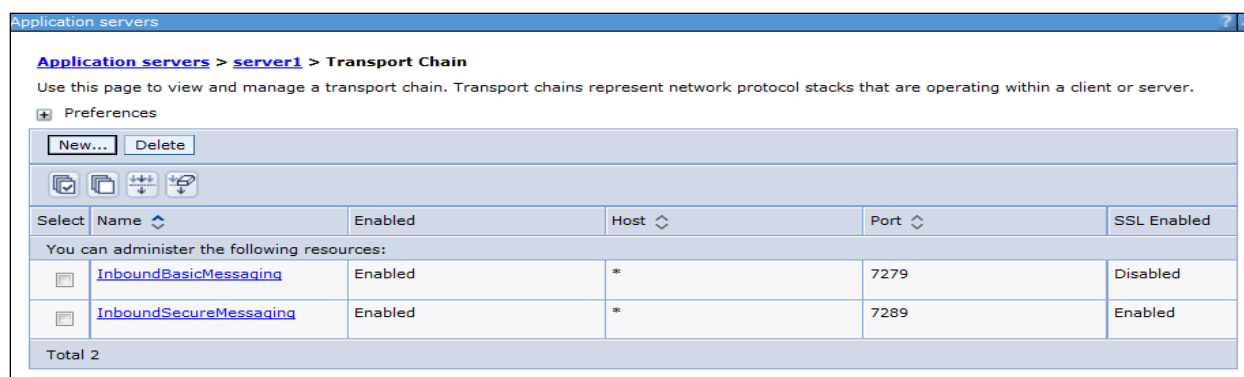 Application servers ?
Application servers > server1 > Transport Chain
Use this page to view and manage a transport chain. Transport chains represent network protocol stacks that are operating within a client or server.
+ Preferences
New... Delete
Select Name Enabled Host Port SSL Enabled
You can administer the following resources:
InboundBasicMessaging Enabled * 7279 Disabled
InboundSecureMessaging Enabled * 7289 Enabled
Total 2